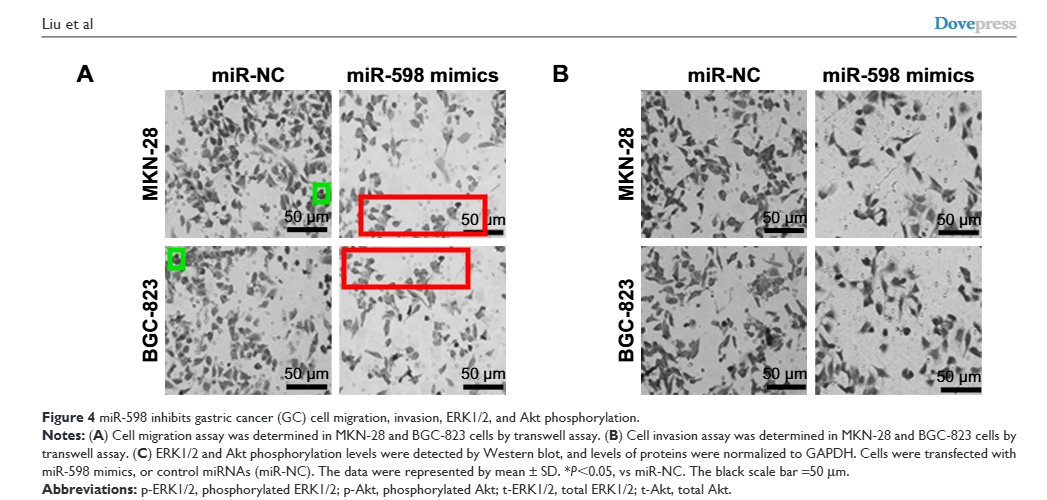 Liu et al
Dovepress
A
miR-NC
miR-598 mimics
B
miR-NC
miR-598 mimics
MKN-28
50 µm
50 µm
MKN-28
50 µm
50 µm
BGC-823
50 µm
50 µm
BGC-823
50 µm
50 µm
Figure 4 miR-598 inhibits gastric cancer (GC) cell migration, invasion, ERK1/2, and Akt phosphorylation.
Notes: (A) Cell migration assay was determined in MKN-28 and BGC-823 cells by transwell assay. (B) Cell invasion assay was determined in MKN-28 and BGC-823 cells by
transwell assay. (C) ERK1/2 and Akt phosphorylation levels were detected by Western blot, and levels of proteins were normalized to GAPDH. Cells were transfected with
miR-598 mimics, or control miRNAs (miR-NC). The data were represented by mean ± SD. *P<0.05, vs miR-NC. The black scale bar =50 μm.
Abbreviations: p-ERK1/2, phosphorylated ERK1/2; p-Akt, phosphorylated Akt; t-ERK1/2, total ERK1/2; t-Akt, total Akt.